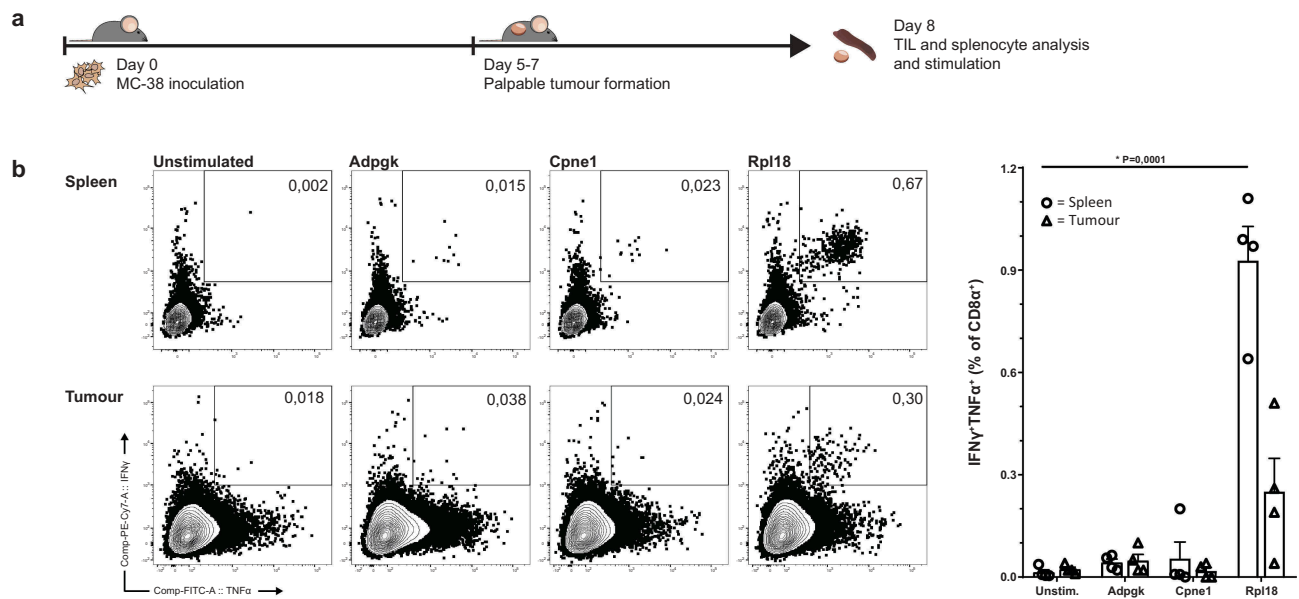 a
Day 0
MC-38 inoculation
Day 5-7
Palpable tumour formation
Day 8
TIL and splenocyte analysis
and stimulation
b
Unstimulated
Adpgk
Cpne1
Rpl18
Spleen
0,002
0,015
0,023
0,67
Tumour
0,018
0,038
0,024
0,30
Comp-PE-Cy7-A :: IFNγ
Comp-FITC-A :: TNFα
* P=0,0001
= Spleen
= Tumour
IFNγ⁺TNFα⁺ (% of CD8α⁺)
1.2
0.9
0.6
0.3
0.0
Unstim.
Adpgk
Cpne1
Rpl18